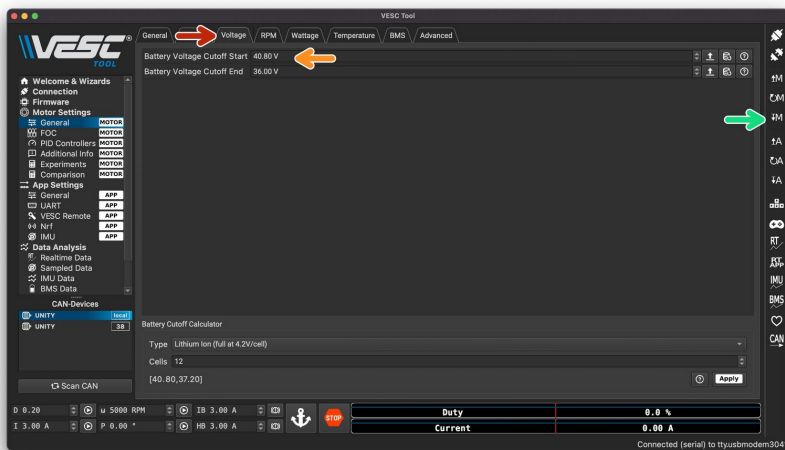 VESC Tool
VESC®
TOOL
General Voltage RPM Wattage Temperature BMS Advanced
Battery Voltage Cutoff Start 40.80 V
Battery Voltage Cutoff End 36.00 V
Welcome & Wizards
Connection
Firmware
Motor Settings
General MOTOR
FOC MOTOR
PID Controllers MOTOR
Additional Info MOTOR
Experiments MOTOR
Comparison MOTOR
App Settings
General APP
UART APP
VESC Remote APP
Nrf APP
IMU APP
Data Analysis
RT Realtime Data
Sampled Data
IMU Data
BMS Data
CAN-Devices
UNITY local
UNITY 38
Scan CAN
Battery Cutoff Calculator
Type Lithium Ion (full at 4.2V/cell)
Cells 12
[40.80,37.20]
Apply
M
M
M
A
A
A
RT
RT
APP
IMU
BMS
CAN
D 0.20 ω 5000 RPM IB 3.00 A STOP Duty 0.0 %
I 3.00 A P 0.00 ° HB 3.00 A Current 0.00 A
Connected (serial) to tty.usbmodem304